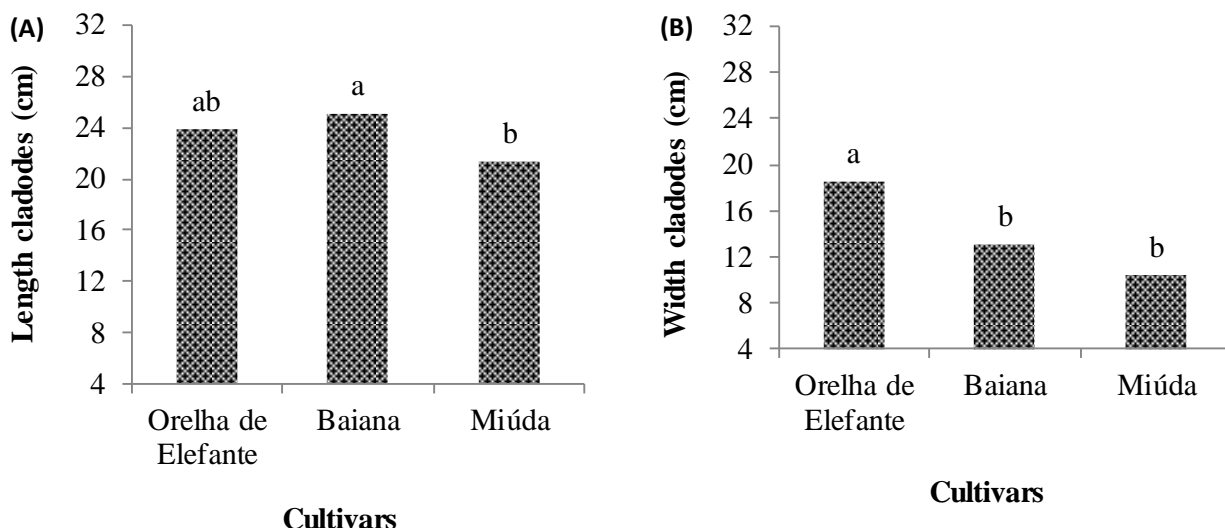 (A)
Length cladodes (cm)
32
28
24
20
16
12
8
4
ab
a
b
Orelha de
Elefante
Baiana
Miúda
Cultivars
(B)
Width cladodes (cm)
32
28
24
20
16
12
8
4
a
b
b
Orelha de
Elefante
Baiana
Miúda
Cultivars